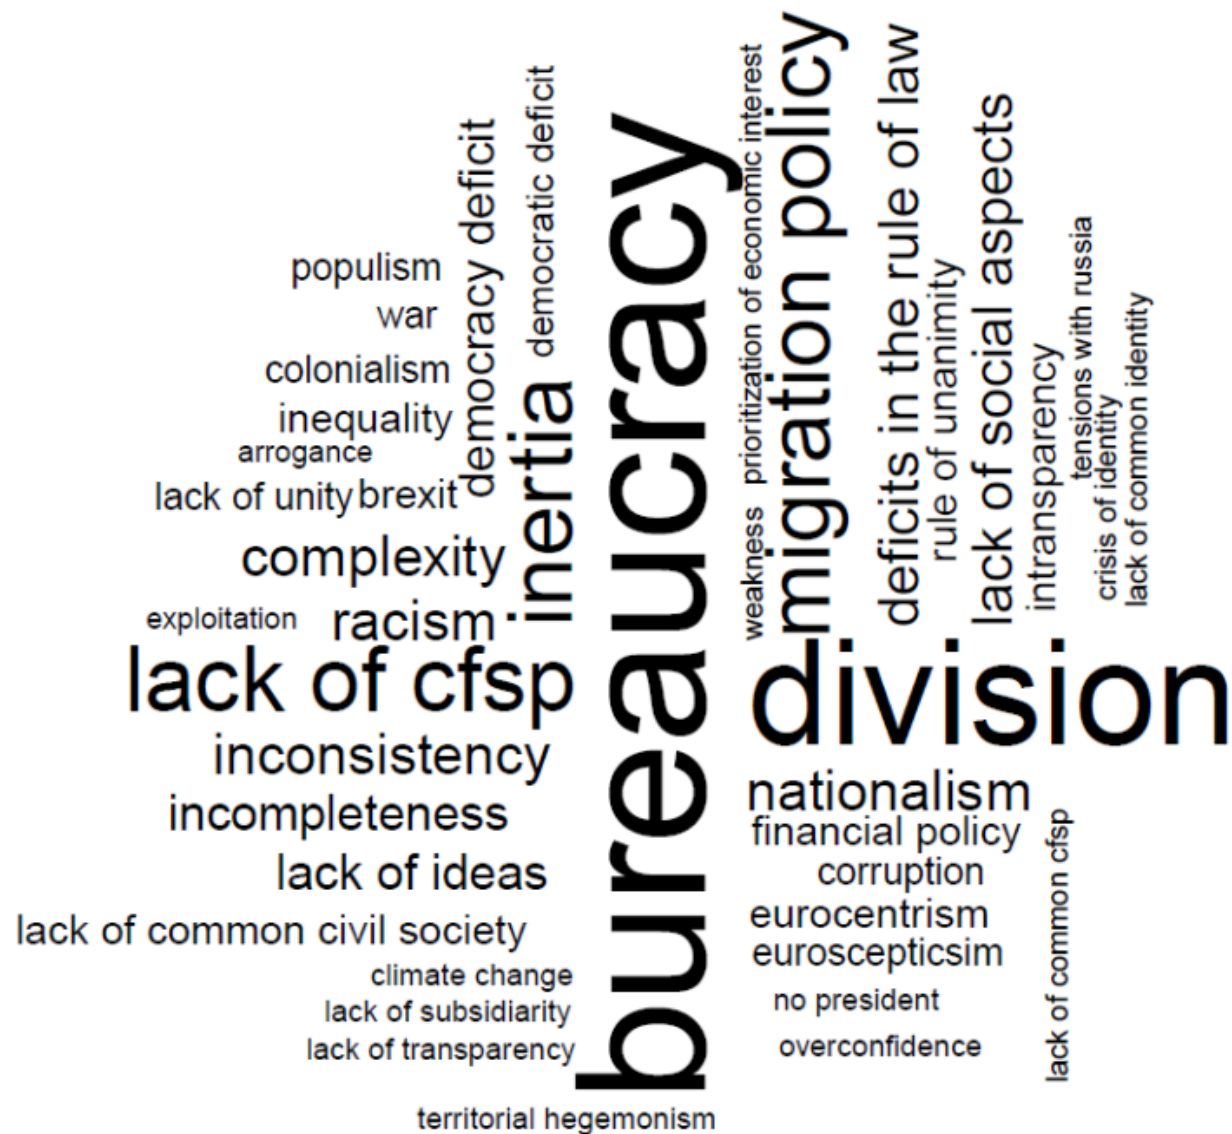 populism
war
colonialism
inequality
arrogance
lack of unity
brexit
complexity
exploitation
racism
lack of cfsp
inconsistency
incompleteness
lack of ideas
lack of common civil society
climate change
lack of subsidiarity
lack of transparency
territorial hegemonism
democracy deficit
democratic deficit
inertia
bureaucracy
prioritization of economic interest
weakness
migration policy
deficits in the rule of law
rule of unanimity
lack of social aspects
intransparency
tensions with russia
crisis of identity
lack of common identity
division
nationalism
financial policy
corruption
eurocentrism
euroscepticsim
no president
overconfidence
lack of common cfsp